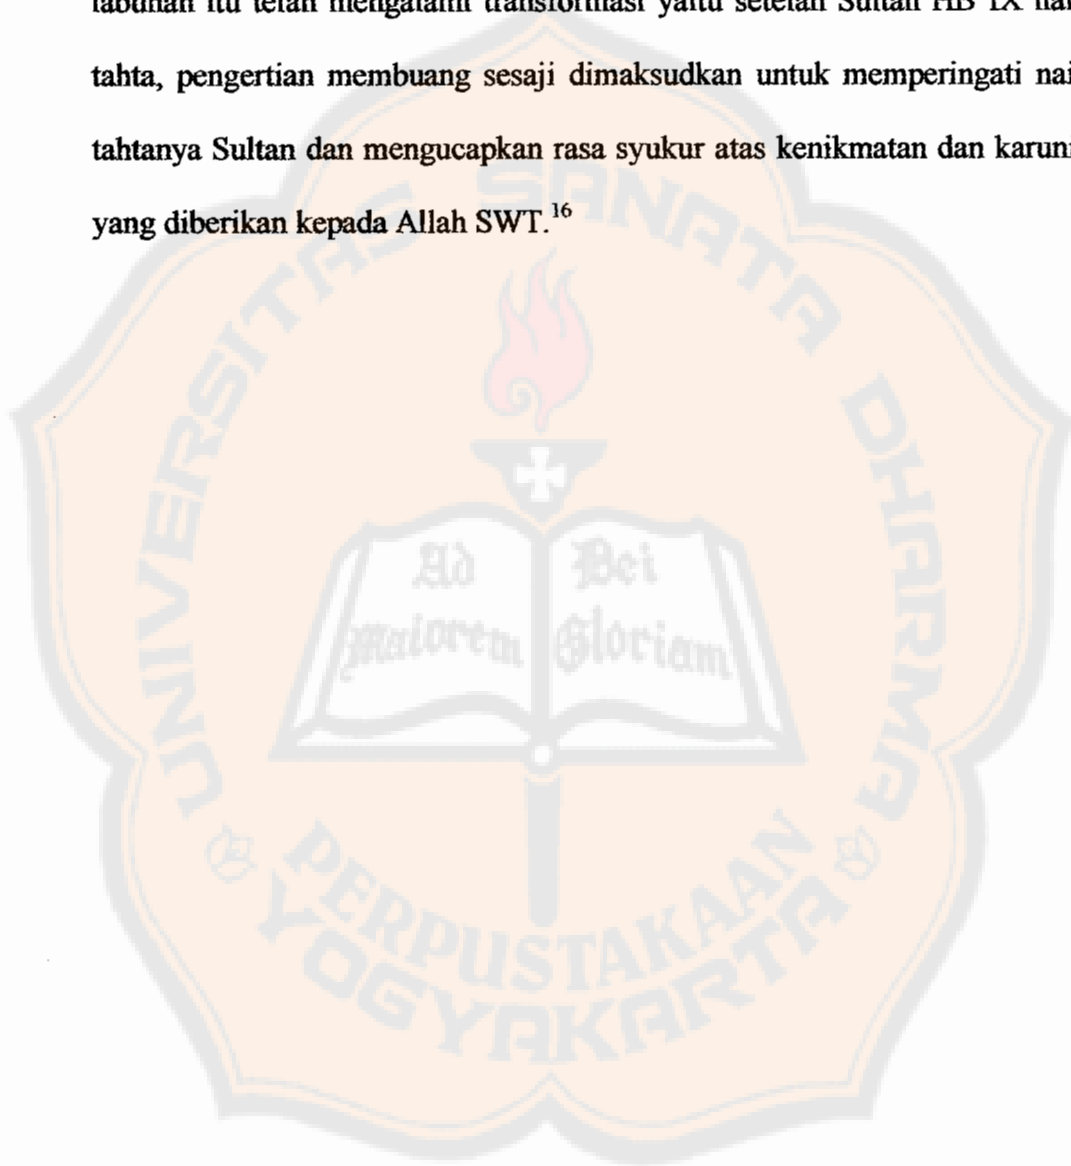 labuhan itu telah mengalami transformasi yaitu setelah Sultan HB IX
tahta, pengertian membuang sesaji dimaksudkan untuk memperingati nai
tahtanya Sultan dan mengucapkan rasa syukur atas kenikmatan dan karun
yang diberikan kepada Allah SWT.16
UNIVERSITAS SANATA DHARMA
Ad Dei
Maiorem Gloriam
PERPUSTAKAAN
YOGYAKARTA